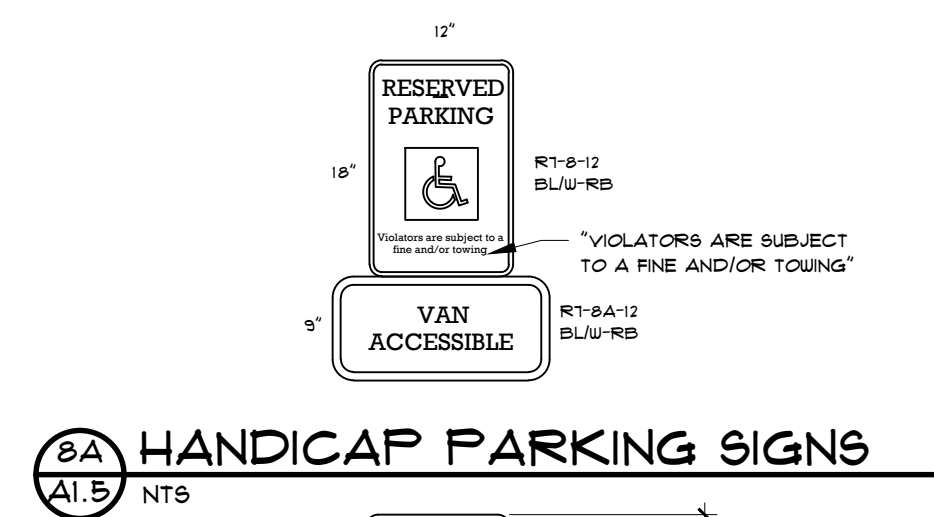 12"
RESERVED
PARKING
18"
R7-8-12
BL/W-RB
Violators are subject to a
fine and/or towing
"VIOLATORS ARE SUBJECT
TO A FINE AND/OR TOWING"
9"
VAN
ACCESSIBLE
R7-8A-12
BL/W-RB
8A
HANDICAP PARKING SIGNS
A1.5
NTS